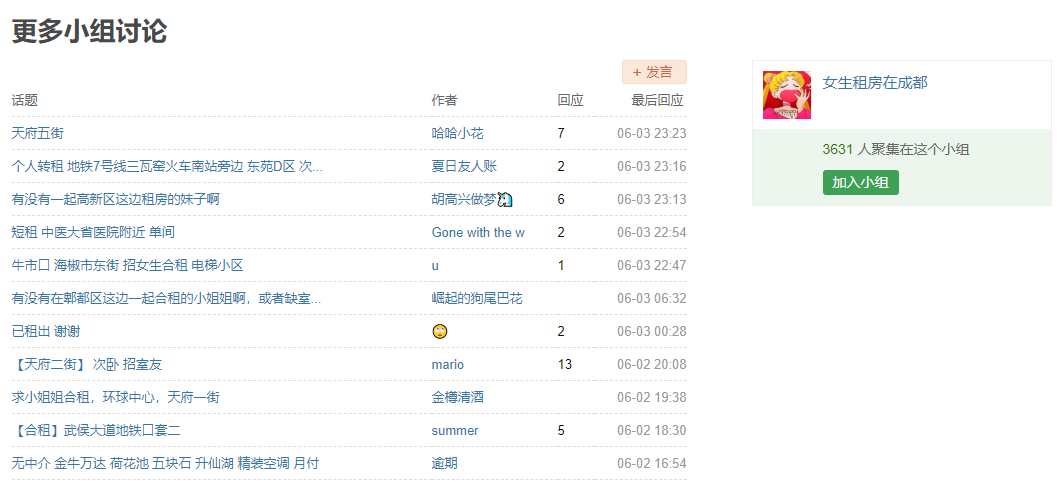 更多小组讨论
+ 发言
话题 作者 回应 最后回应
天府五街 哈哈小花 7 06-03 23:23
个人转租 地铁7号线三瓦窑火车南站旁边 东苑D区 次... 夏日友人账 2 06-03 23:16
有没有一起高新区这边租房的妹子啊 胡高兴做梦🐴 6 06-03 23:13
短租 中医大省医院附近 单间 Gone with the w 2 06-03 22:54
牛市口 海椒市东街 招女生合租 电梯小区 u 1 06-03 22:47
有没有在郫都区这边一起合租的小姐姐啊，或者缺室... 崛起的狗尾巴花 06-03 06:32
已租出 谢谢 🙄 2 06-03 00:28
【天府二街】 次卧 招室友 mario 13 06-02 20:08
求小姐姐合租，环球中心，天府一街 金樽清酒 06-02 19:38
【合租】武侯大道地铁口套二 summer 5 06-02 18:30
无中介 金牛万达 荷花池 五块石 升仙湖 精装空调 月付 逾期 06-02 16:54
女生租房在成都
3631 人聚集在这个小组
加入小组